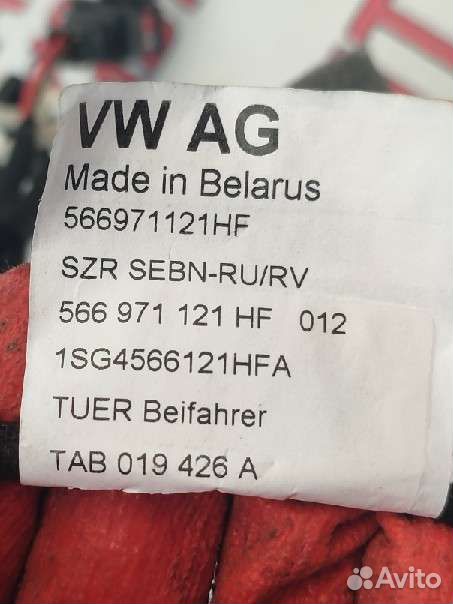 VW AG
Made in Belarus
566971121HF
SZR SEBN-RU/RV
566 971 121 HF 012
1SG4566121HFA
TUER Beifahrer
TAB 019 426 A
Avito